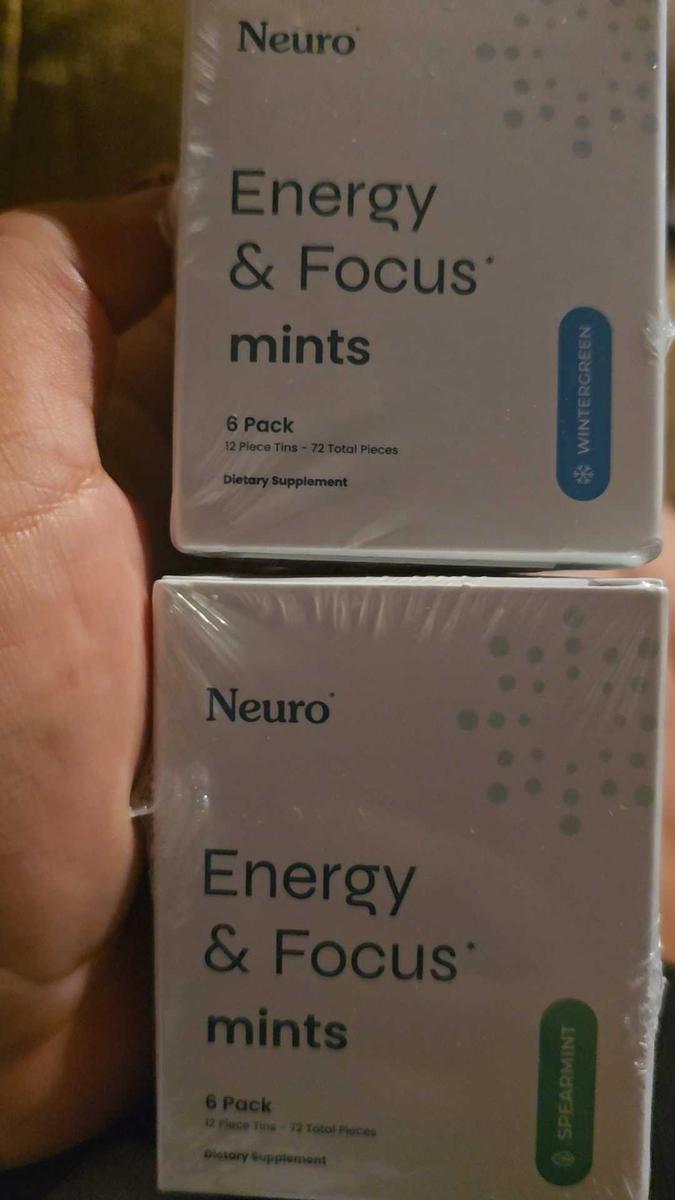 Neuro
Energy
& Focus*
mints
6 Pack
12 Piece Tins - 72 Total Pieces
Dietary Supplement
WINTERGREEN
Neuro
Energy
& Focus*
mints
6 Pack
12 Piece Tins - 72 Total Pieces
Dietary Supplement
SPEARMINT